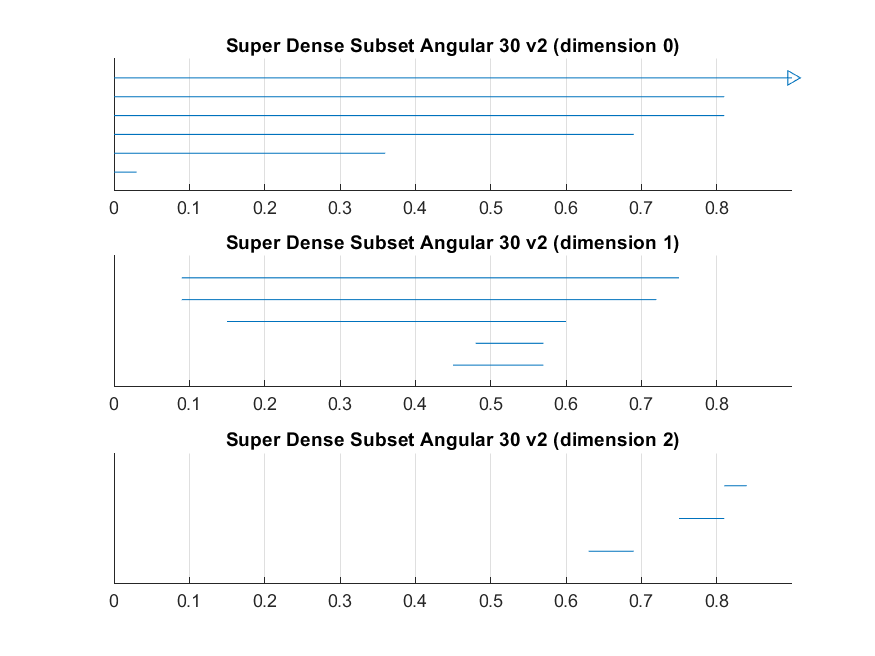 Super Dense Subset Angular 30 v2 (dimension 0)
0 0.1 0.2 0.3 0.4 0.5 0.6 0.7 0.8
Super Dense Subset Angular 30 v2 (dimension 1)
0 0.1 0.2 0.3 0.4 0.5 0.6 0.7 0.8
Super Dense Subset Angular 30 v2 (dimension 2)
0 0.1 0.2 0.3 0.4 0.5 0.6 0.7 0.8